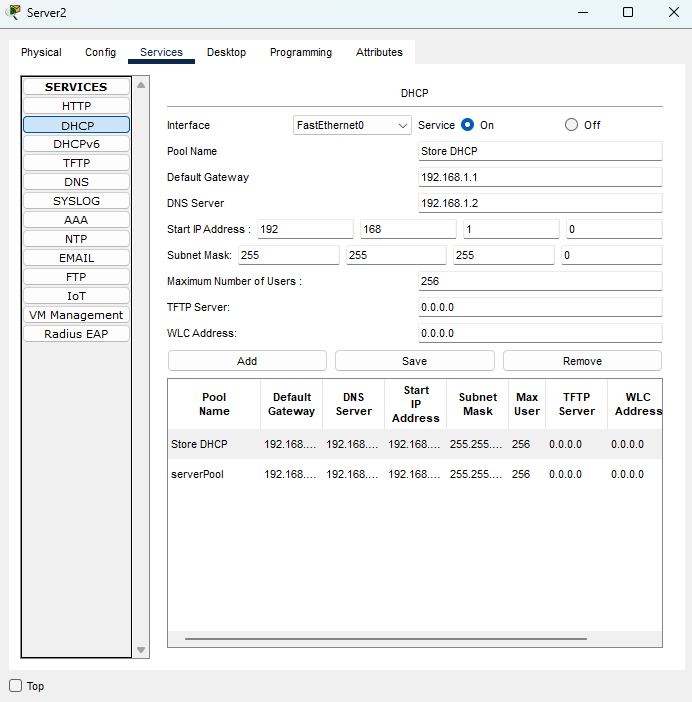 Server2
Physical Config Services Desktop Programming Attributes
SERVICES
HTTP
DHCP
DHCPv6
TFTP
DNS
SYSLOG
AAA
NTP
EMAIL
FTP
IoT
VM Management
Radius EAP
DHCP
Interface FastEthernet0 Service On Off
Pool Name Store DHCP
Default Gateway 192.168.1.1
DNS Server 192.168.1.2
Start IP Address : 192 168 1 0
Subnet Mask: 255 255 255 0
Maximum Number of Users : 256
TFTP Server: 0.0.0.0
WLC Address: 0.0.0.0
Add Save Remove
Pool Name Default Gateway DNS Server Start IP Address Subnet Mask Max User TFTP Server WLC Address
Store DHCP 192.168.... 192.168.... 192.168.... 255.255.... 256 0.0.0.0 0.0.0.0
serverPool 192.168.... 192.168.... 192.168.... 255.255.... 256 0.0.0.0 0.0.0.0
Top